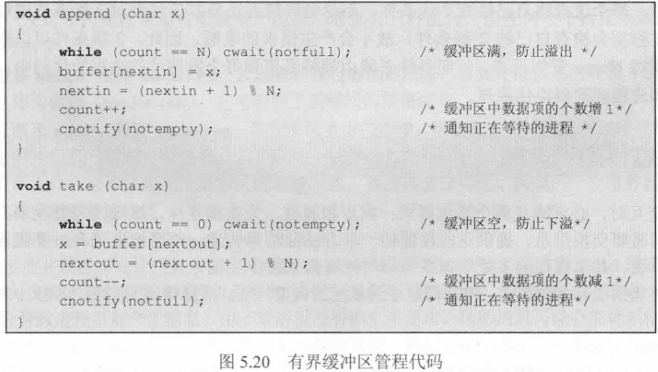 void append (char x)
{
while (count == N) cwait(notfull); /* 缓冲区满，防止溢出 */
buffer[nextin] = x;
nextin = (nextin + 1) % N;
count++; /* 缓冲区中数据项的个数增 1*/
cnotify(notempty); /* 通知正在等待的进程 */
}
void take (char x)
{
while (count == 0) cwait(notempty); /* 缓冲区空，防止下溢*/
x = buffer[nextout];
nextout = (nextout + 1) % N);
count--; /* 缓冲区中数据项的个数减 1*/
cnotify(notfull); /* 通知正在等待的进程*/
}
图 5.20 有界缓冲区管程代码